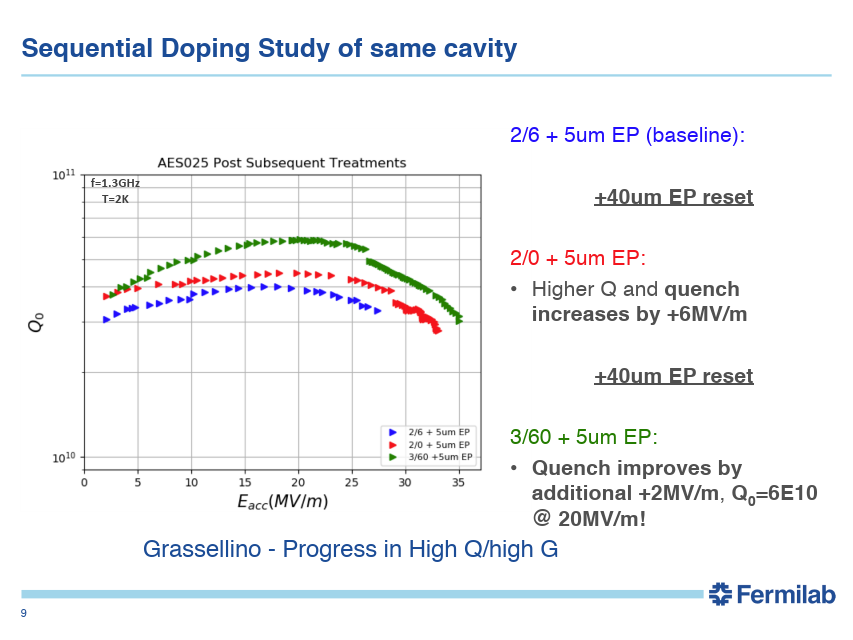 Sequential Doping Study of same cavity
AES025 Post Subsequent Treatments
10¹¹
f=1.3GHz
T=2K
Q₀
10¹⁰
2/6 + 5um EP
2/0 + 5um EP
3/60 +5um EP
0 5 10 15 20 25 30 35
Eacc(MV/m)
2/6 + 5um EP (baseline):
+40um EP reset
2/0 + 5um EP:
• Higher Q and quench
increases by +6MV/m
+40um EP reset
3/60 + 5um EP:
• Quench improves by
additional +2MV/m, Q₀=6E10
@ 20MV/m!
Grassellino - Progress in High Q/high G
Fermilab
9